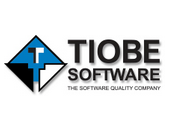 TIOBE
SOFTWARE
THE SOFTWARE QUALITY COMPANY